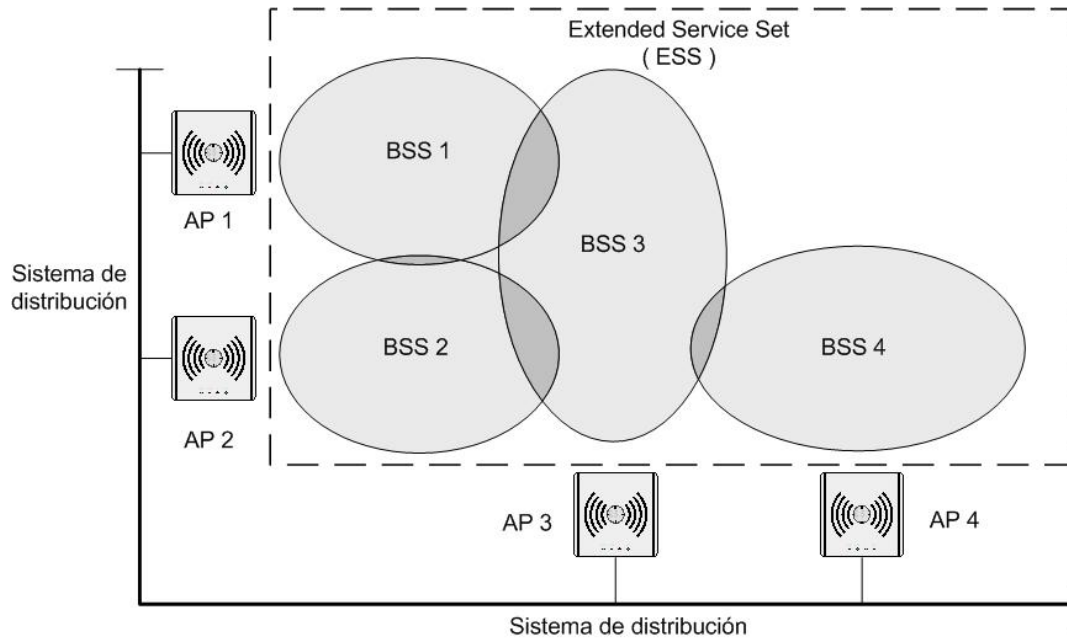 Extended Service Set
( ESS )
BSS 1
AP 1
BSS 3
Sistema de
distribución
BSS 2
BSS 4
AP 2
AP 3
AP 4
Sistema de distribución